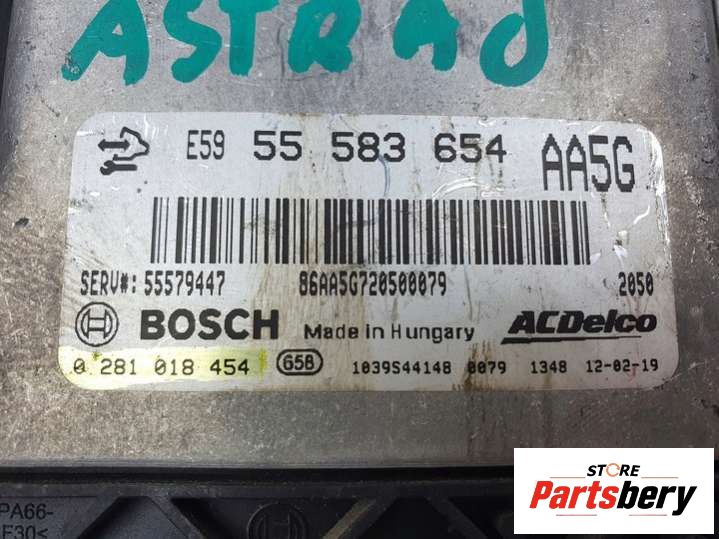 ASTRA J
E59 55 583 654 AA5G
SERV#: 55579447 86AA5G720500079 2050
BOSCH Made in Hungary ACDelco
0 281 018 454 G5B 1039S44148 0079 1348 12-02-19
PA66-
F30<
STORE
Partsbery